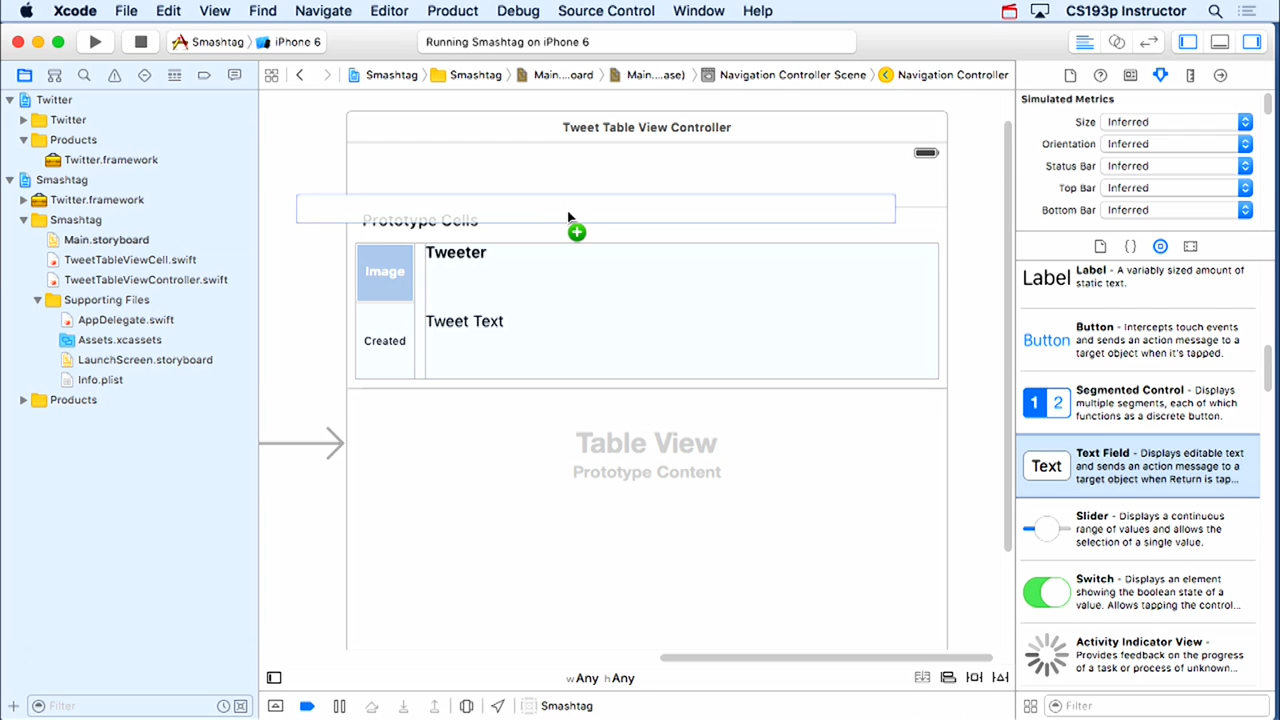 Xcode File Edit View Find Navigate Editor Product Debug Source Control Window Help CS193p Instructor
Smashtag iPhone 6 Running Smashtag on iPhone 6
Smashtag Smashtag Main....oard Main....ase) Navigation Controller Scene Navigation Controller
Twitter
Twitter
Products
Twitter.framework
Smashtag
Twitter.framework
Smashtag
Main.storyboard
TweetTableViewCell.swift
TweetTableViewController.swift
Supporting Files
AppDelegate.swift
Assets.xcassets
LaunchScreen.storyboard
Info.plist
Products
Filter
Tweet Table View Controller
Prototype Cells
Image
Tweeter
Tweet Text
Created
Table View
Prototype Content
wAny hAny
Smashtag
Simulated Metrics
Size Inferred
Orientation Inferred
Status Bar Inferred
Top Bar Inferred
Bottom Bar Inferred
Label Label - A variably sized amount of
static text.
Button Button - Intercepts touch events
and sends an action message to a
target object when it's tapped.
1 2 Segmented Control - Displays
multiple segments, each of which
functions as a discrete button.
Text Text Field - Displays editable text
and sends an action message to a
target object when Return is tap...
Slider - Displays a continuous
range of values and allows the
selection of a single value.
Switch - Displays an element
showing the boolean state of a
value. Allows tapping the control...
Activity Indicator View -
Provides feedback on the progress
of a task or process of unknown...
Filter